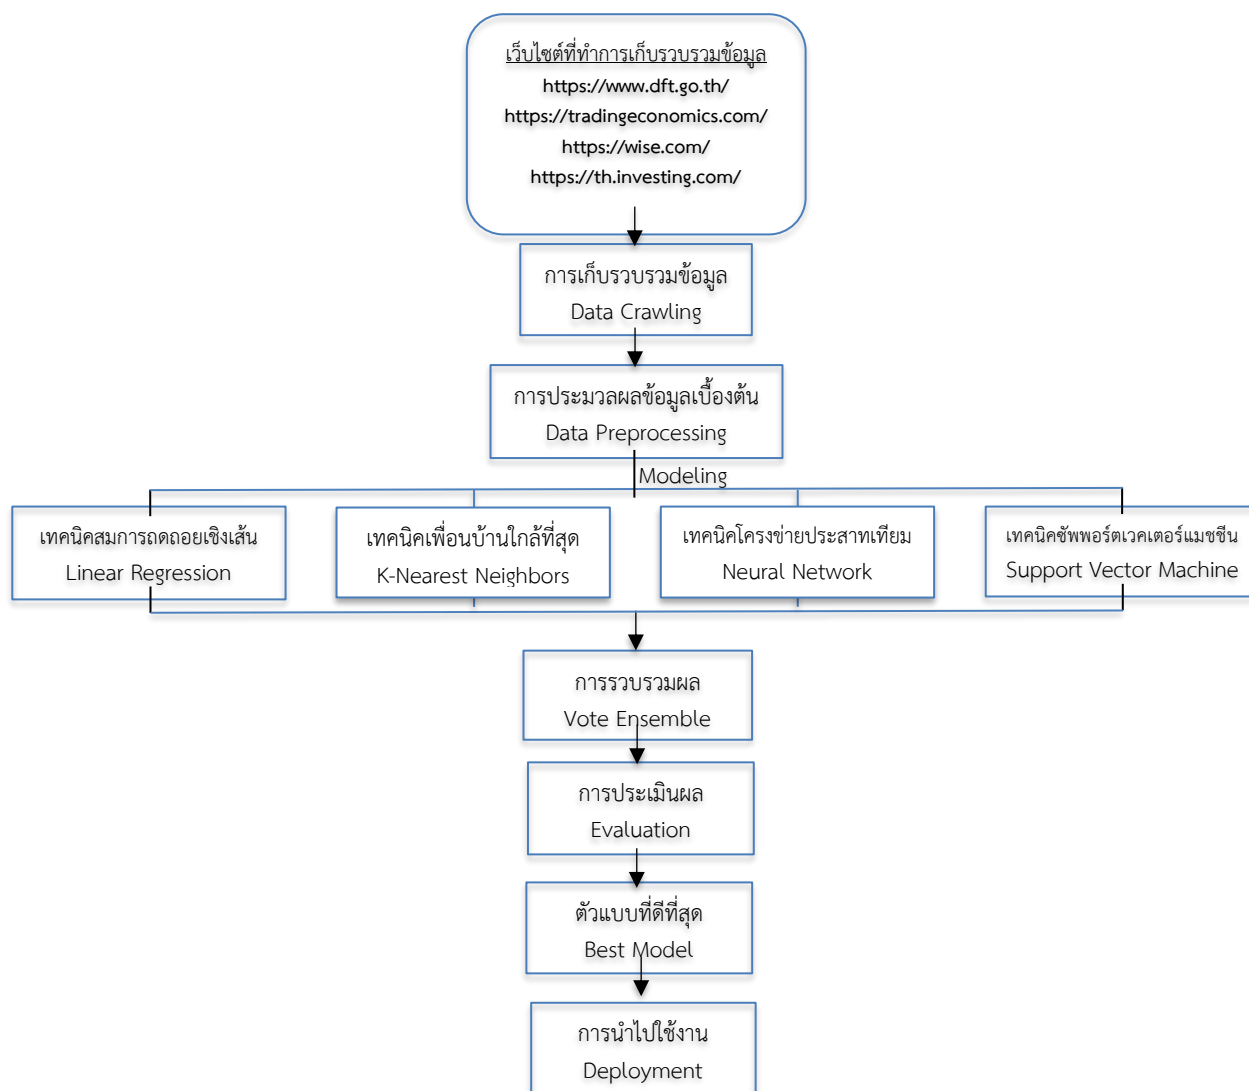 เว็บไซต์ที่ทำการเก็บรวบรวมข้อมูล
https://www.dft.go.th/
https://tradingeconomics.com/
https://wise.com/
https://th.investing.com/
การเก็บรวบรวมข้อมูล
Data Crawling
การประมวลผลข้อมูลเบื้องต้น
Data Preprocessing
Modeling
เทคนิคสมการถดถอยเชิงเส้น
Linear Regression
เทคนิคเพื่อนบ้านใกล้ที่สุด
K-Nearest Neighbors
เทคนิคโครงข่ายประสาทเทียม
Neural Network
เทคนิคซัพพอร์ตเวคเตอร์แมชชีน
Support Vector Machine
การรวบรวมผล
Vote Ensemble
การประเมินผล
Evaluation
ตัวแบบที่ดีที่สุด
Best Model
การนำไปใช้งาน
Deployment